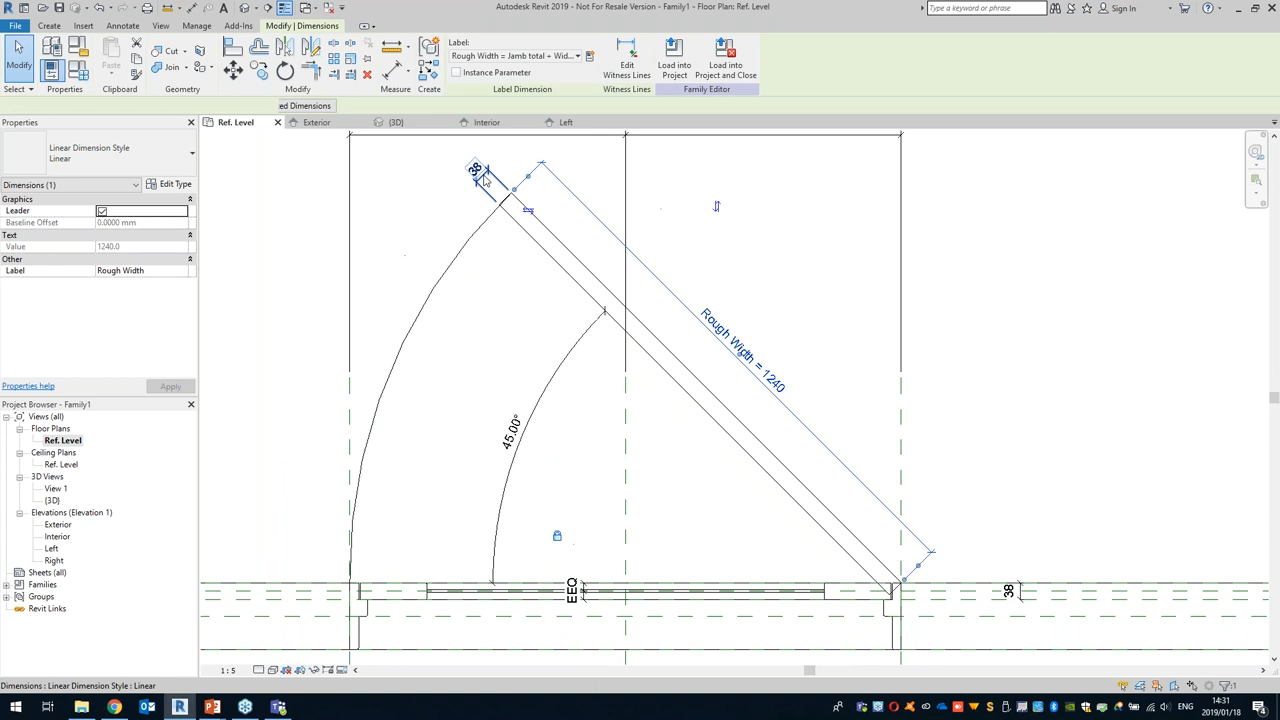 Autodesk Revit 2019 - Not For Resale Version - Family1 - Floor Plan: Ref. Level
Type a keyword or phrase
Sign In
File Create Insert Annotate View Manage Add-Ins Modify | Dimensions
Modify
Paste
Cut
Join
Label:
Rough Width = Jamb total + Wid...
Instance Parameter
Edit Witness Lines
Load into Project
Load into Project and Close
Select Properties Clipboard Geometry Modify Measure Create Label Dimension Witness Lines Family Editor
ed Dimensions
Properties
Ref. Level Exterior {3D} Interior Left
Linear Dimension Style
Linear
Dimensions (1) Edit Type
Graphics
Leader
Baseline Offset 0.0000 mm
Text
Value 1240.0
Other
Label Rough Width
Properties help Apply
Project Browser - Family1
Views (all)
Floor Plans
Ref. Level
Ceiling Plans
Ref. Level
3D Views
View 1
{3D}
Elevations (Elevation 1)
Exterior
Interior
Left
Right
Sheets (all)
Families
Groups
Revit Links
38
Rough Width = 1240
45.00°
EEQ
38
1 : 5
Dimensions : Linear Dimension Style : Linear
:1
14:31
2019/01/18